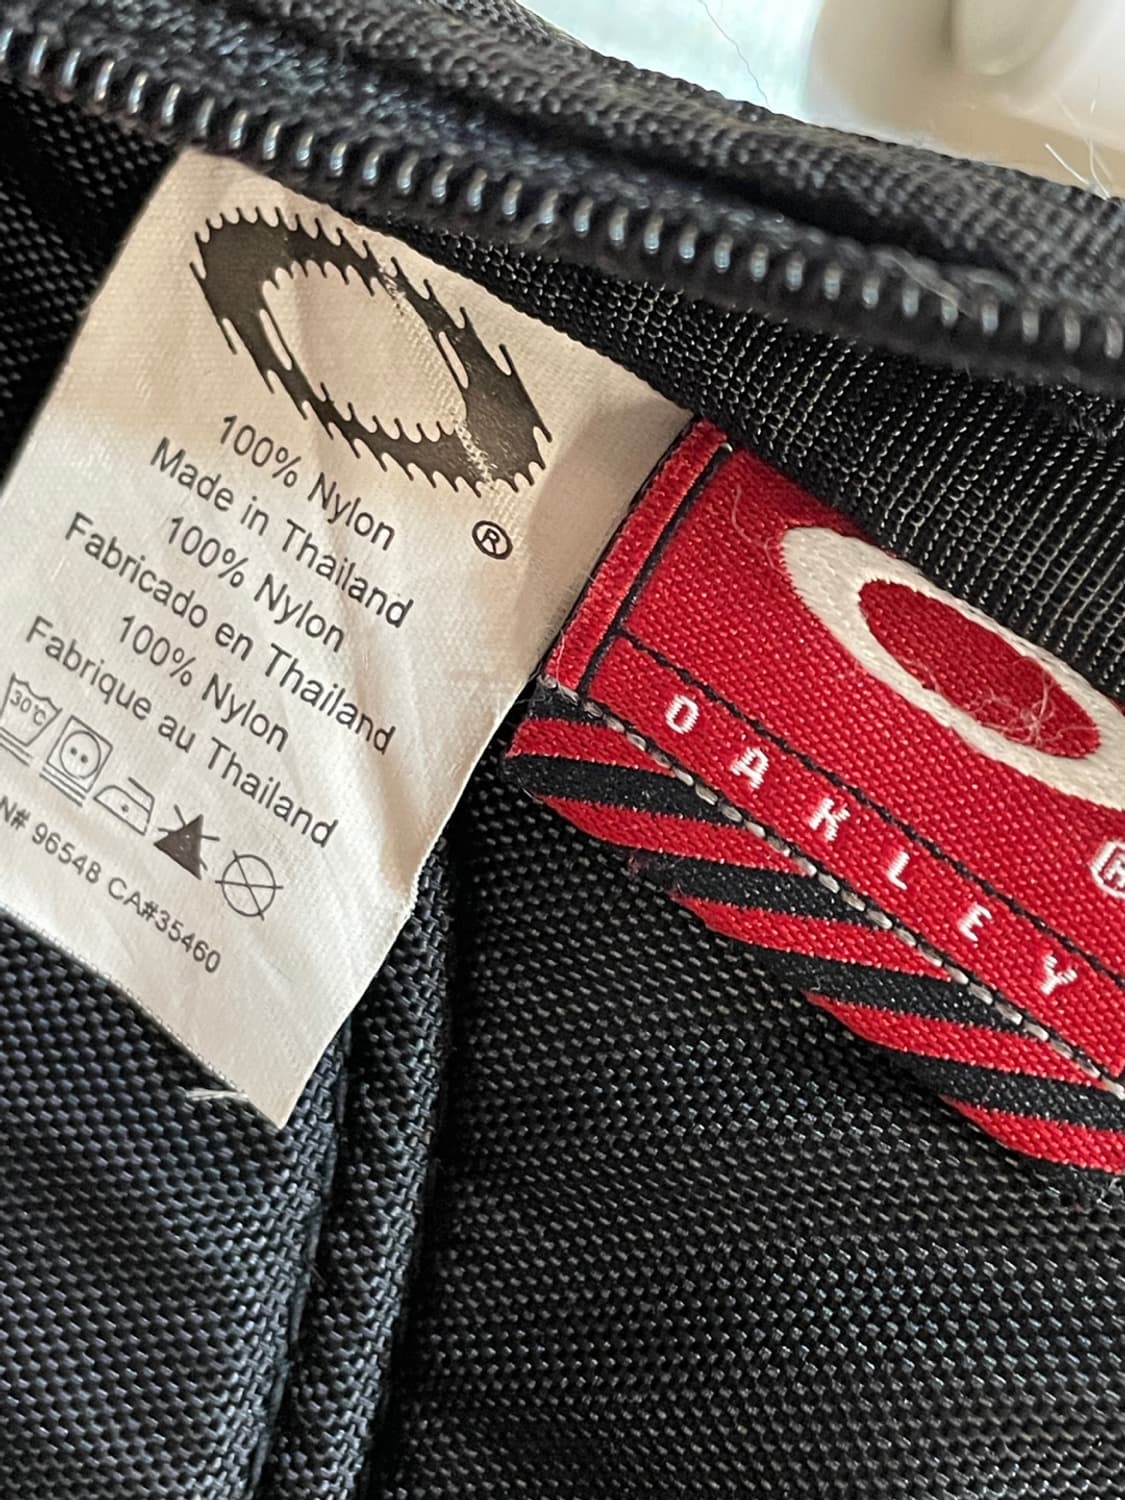 100% Nylon
Made in Thailand
100% Nylon
Fabricado en Thailand
100% Nylon
Fabrique au Thailand
30°C
N# 96548 CA#35460
®
OAKLEY
®